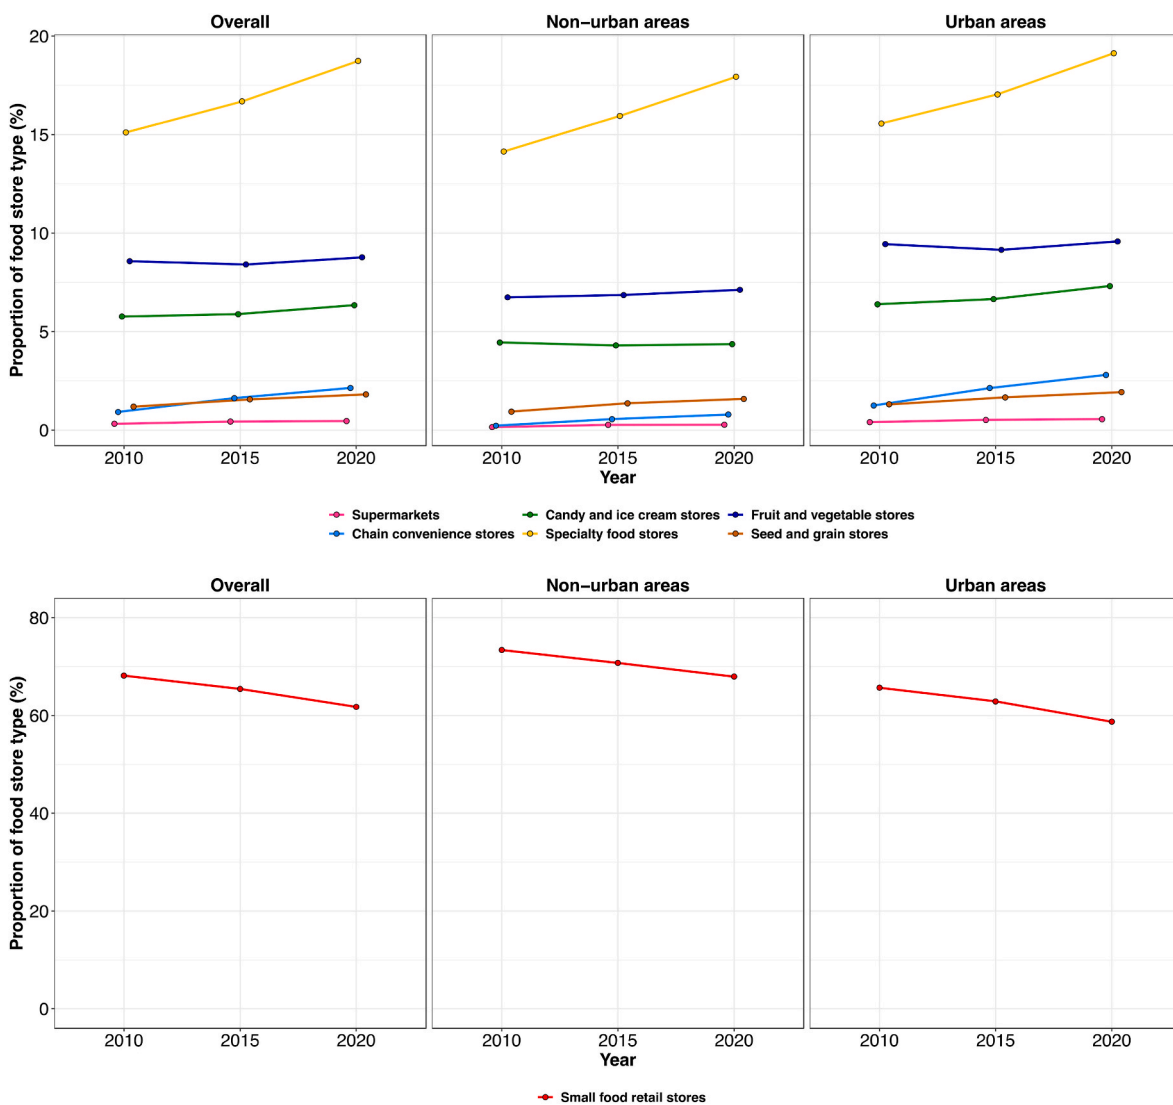 Overall Non-urban areas Urban areas
Proportion of food store type (%)
20
15
10
5
0
2010 2015 2020 2010 2015 2020 2010 2015 2020
Year Year Year
Supermarkets Candy and ice cream stores Fruit and vegetable stores
Chain convenience stores Specialty food stores Seed and grain stores
Overall Non-urban areas Urban areas
Proportion of food store type (%)
80
60
40
20
0
2010 2015 2020 2010 2015 2020 2010 2015 2020
Year Year Year
Small food retail stores